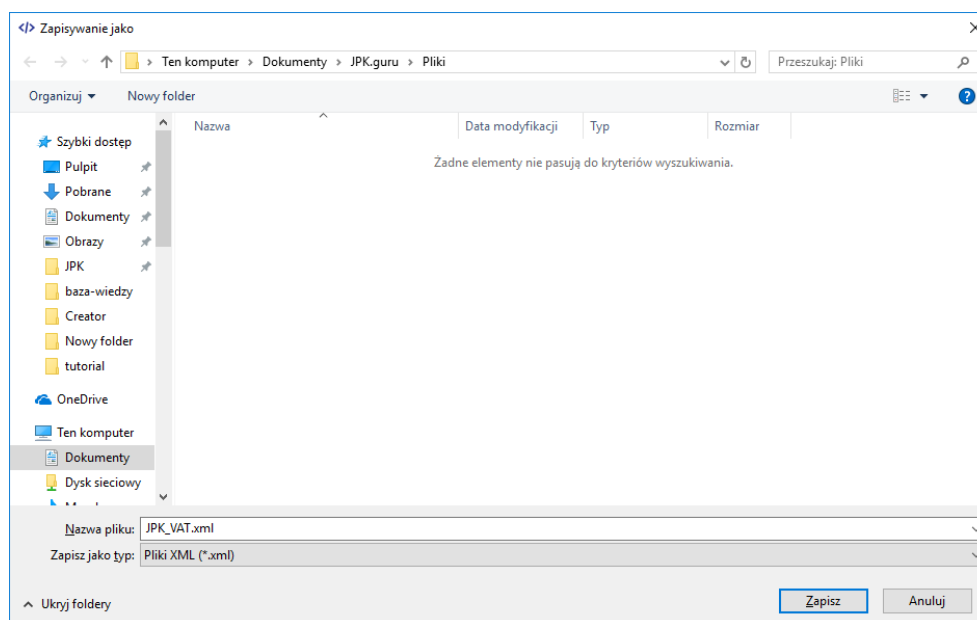 </> Zapisywanie jako
Ten komputer > Dokumenty > JPK.guru > Pliki
Przeszukaj: Pliki
Organizuj
Nowy folder
Nazwa
Data modyfikacji
Typ
Rozmiar
Żadne elementy nie pasują do kryteriów wyszukiwania.
Szybki dostęp
Pulpit
Pobrane
Dokumenty
Obrazy
JPK
baza-wiedzy
Creator
Nowy folder
tutorial
OneDrive
Ten komputer
Dokumenty
Dysk sieciowy
Nazwa pliku: JPK_VAT.xml
Zapisz jako typ: Pliki XML (*.xml)
Ukryj foldery
Zapisz
Anuluj